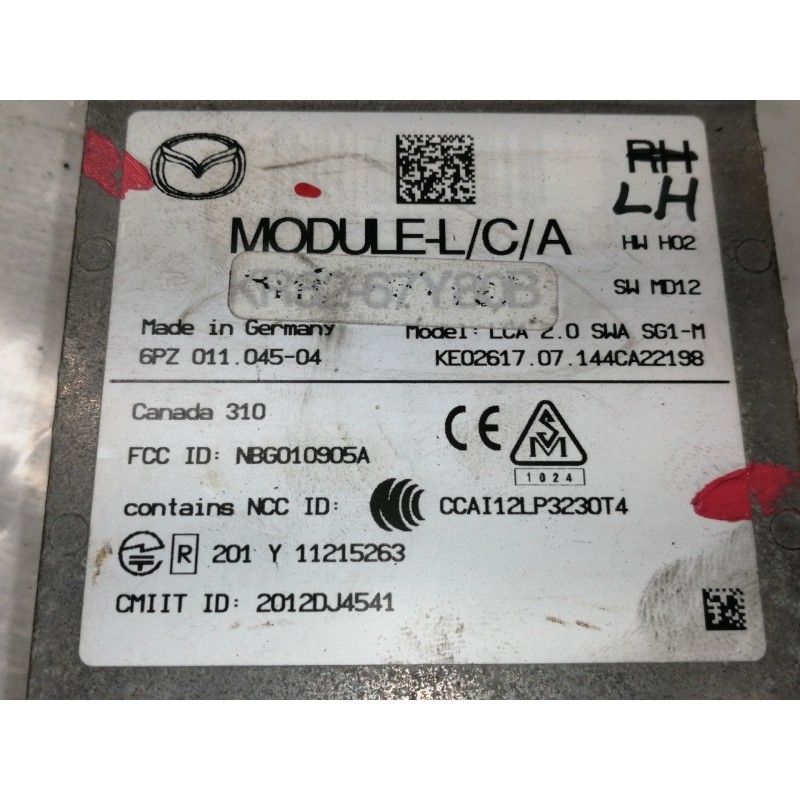 RH
LH
MODULE-L/C/A
HW H02
SW MD12
Made in Germany
Model: LCA 2.0 SWA SG1-M
6PZ 011.045-04
KE02617.07.144CA22198
Canada 310
CE
S M
1024
FCC ID: NBG010905A
contains NCC ID:
CCAI12LP3230T4
R 201 Y 11215263
CMIIT ID: 2012DJ4541